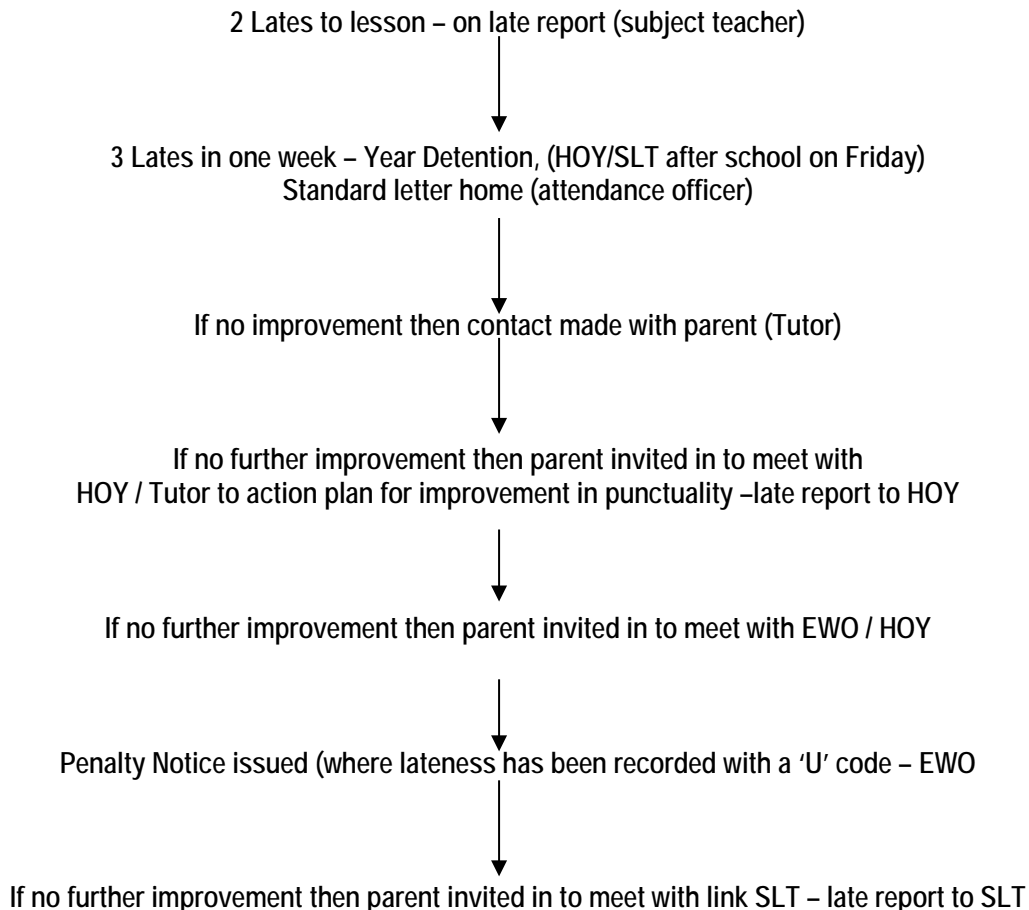 2 Lates to lesson – on late report (subject teacher)
3 Lates in one week – Year Detention, (HOY/SLT after school on Friday)
Standard letter home (attendance officer)
If no improvement then contact made with parent (Tutor)
If no further improvement then parent invited in to meet with
HOY / Tutor to action plan for improvement in punctuality –late report to HOY
If no further improvement then parent invited in to meet with EWO / HOY
Penalty Notice issued (where lateness has been recorded with a ‘U’ code – EWO
If no further improvement then parent invited in to meet with link SLT – late report to SLT